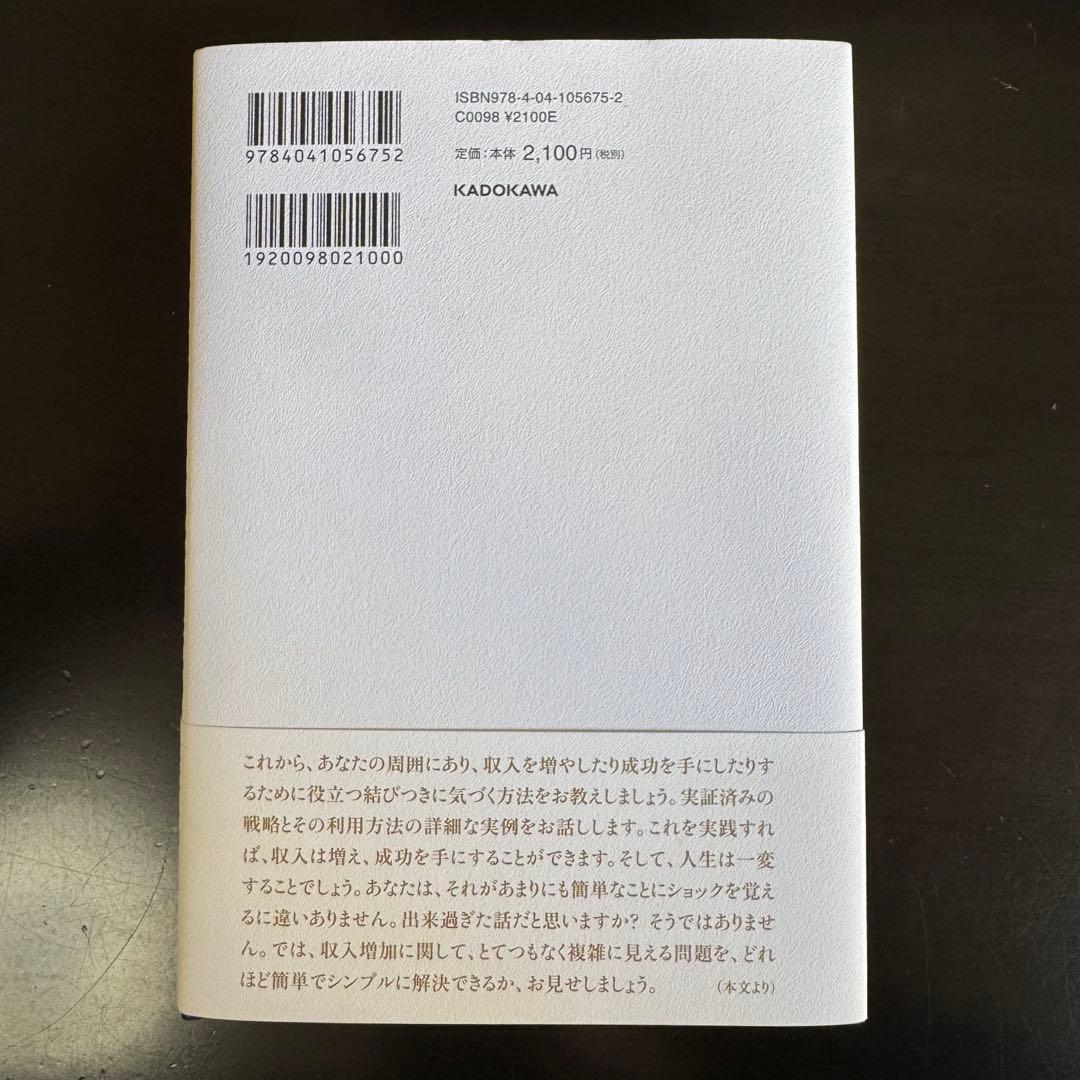 9784041056752
ISBN978-4-04-105675-2
C0098 ¥2100E
定価:本体 2,100円(税別)
KADOKAWA
1920098021000
これから、あなたの周囲にあり、収入を増やしたり成功を手にしたりす
るために役立つ結びつきに気づく方法をお教えしましょう。実証済みの
戦略とその利用方法の詳細な実例をお話しします。これを実践すれ
ば、収入は増え、成功を手にすることができます。そして、人生は一変
することでしょう。あなたは、それがあまりにも簡単なことにショックを覚え
るに違いありません。出来過ぎた話だと思いますか? そうではありませ
ん。では、収入増加に関して、とてつもなく複雑に見える問題を、どれ
ほど簡単でシンプルに解決できるか、お見せしましょう。 (本文より)